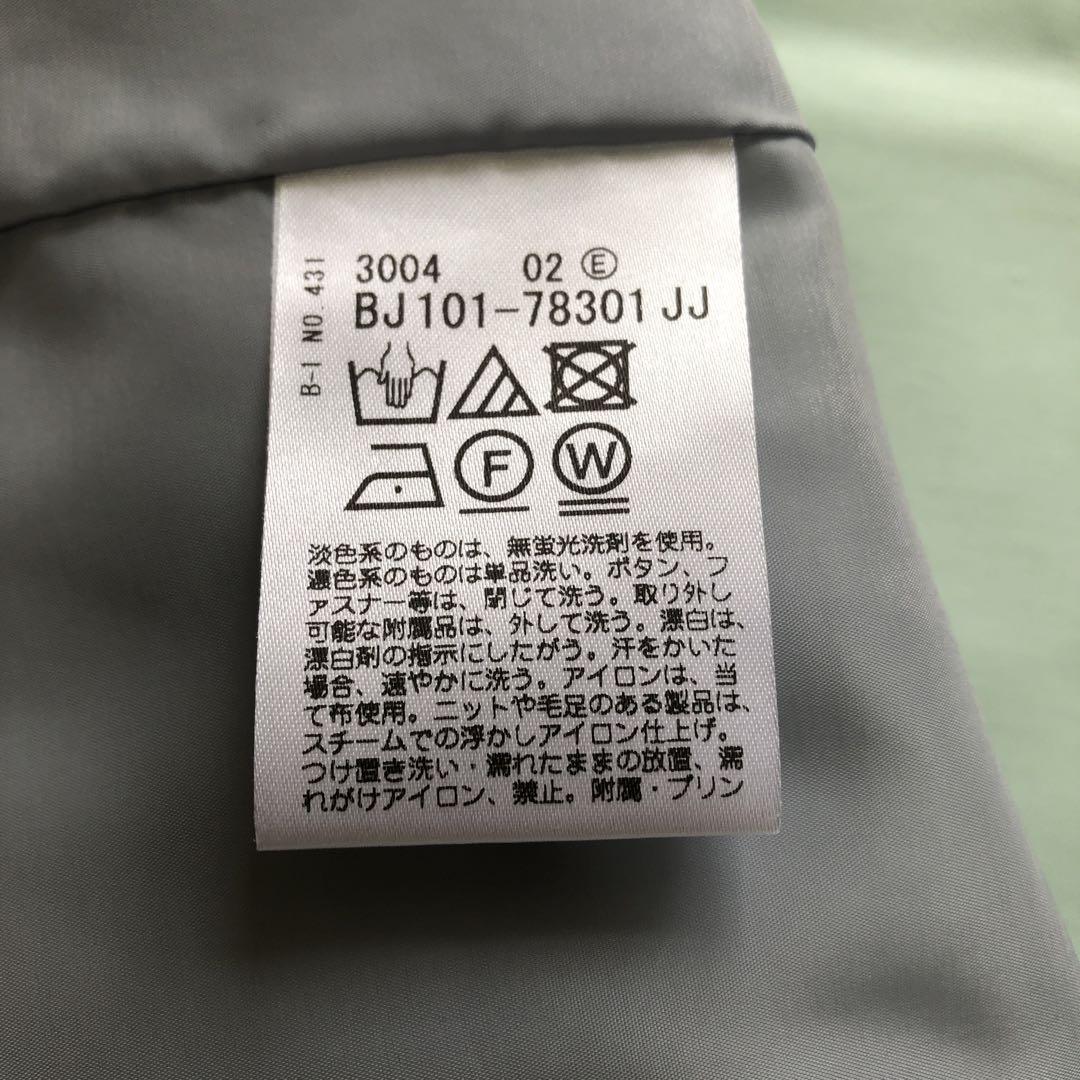 B-I NO.431
3004 02 Ⓔ
BJ101-78301 JJ
F W
淡色系のものは、無蛍光洗剤を使用。
濃色系のものは単品洗い。ボタン、フ
ァスナー等は、閉じて洗う。取り外し
可能な附属品は、外して洗う。漂白は、
漂白剤の指示にしたがう。汗をかいた
場合、速やかに洗う。アイロンは、当
て布使用。ニットや毛足のある製品は、
スチームでの浮かしアイロン仕上げ。
つけ置き洗い・濡れたままの放置、濡
れがけアイロン、禁止。附属・プリン